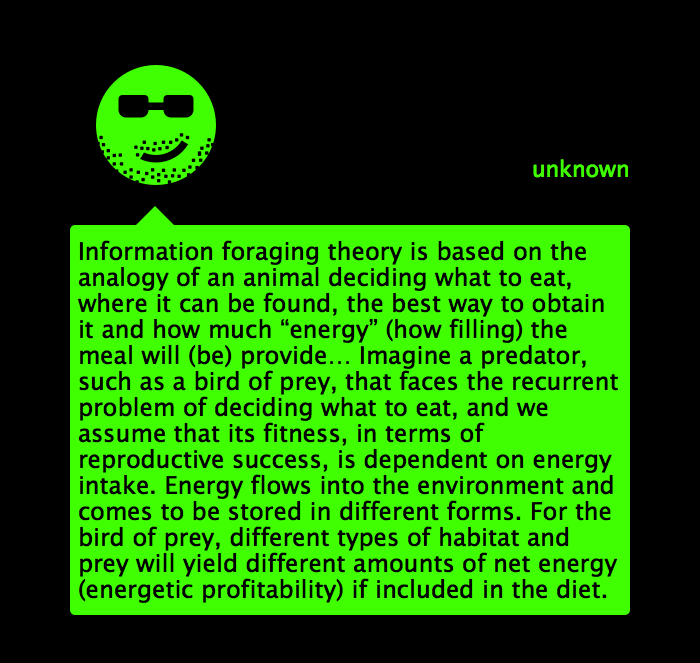 unknown
Information foraging theory is based on the
analogy of an animal deciding what to eat,
where it can be found, the best way to obtain
it and how much “energy” (how filling) the
meal will (be) provide… Imagine a predator,
such as a bird of prey, that faces the recurrent
problem of deciding what to eat, and we
assume that its fitness, in terms of
reproductive success, is dependent on energy
intake. Energy flows into the environment and
comes to be stored in different forms. For the
bird of prey, different types of habitat and
prey will yield different amounts of net energy
(energetic profitability) if included in the diet.